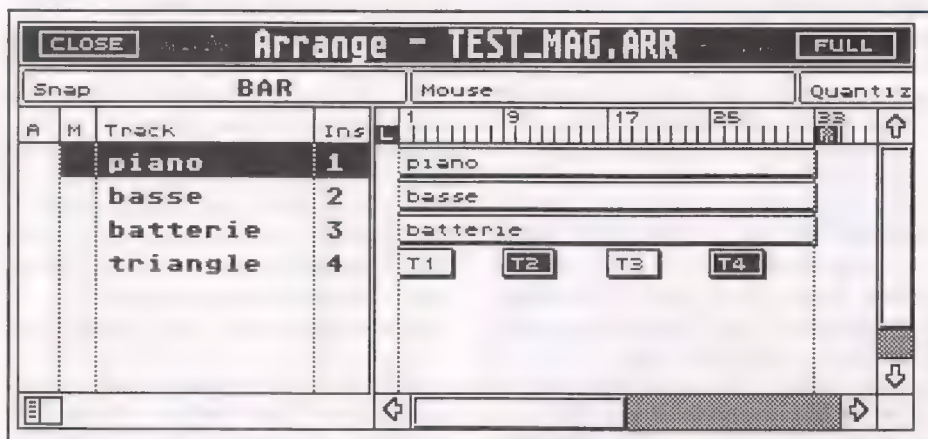 CLOSE Arrange - TEST_MAG.ARR FULL
Snap BAR Mouse Quantiz
A M Track Ins L 1 9 17 25 33
piano 1 piano
basse 2 basse
batterie 3 batterie
triangle 4 T1 T2 T3 T4